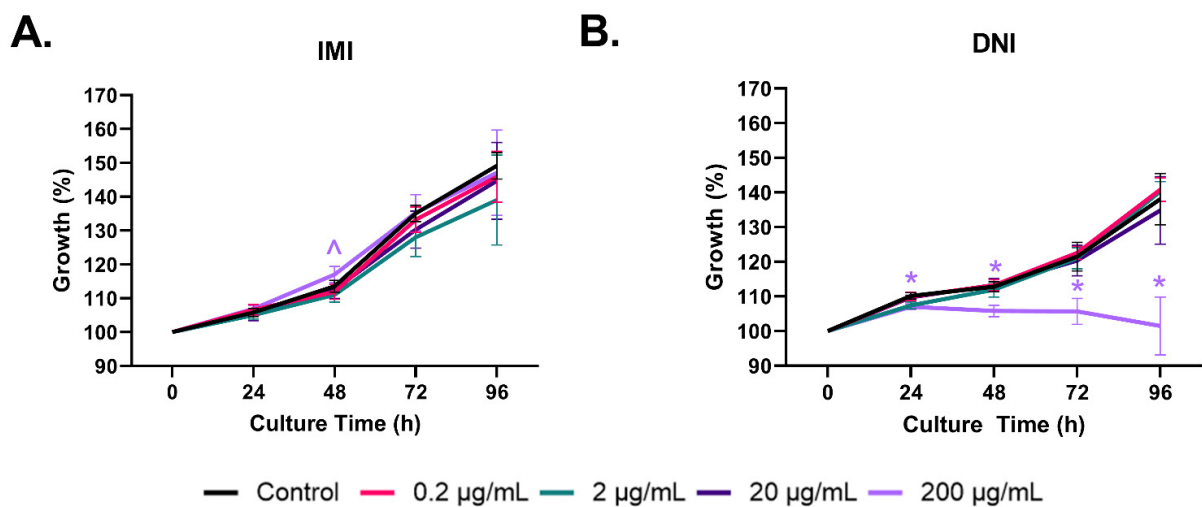 A.
IMI
Growth (%)
170
160
150
140
130
120
110
100
90
^
0 24 48 72 96
Culture Time (h)
B.
DNI
Growth (%)
170
160
150
140
130
120
110
100
90
* * * *
0 24 48 72 96
Culture Time (h)
Control 0.2 µg/mL 2 µg/mL 20 µg/mL 200 µg/mL